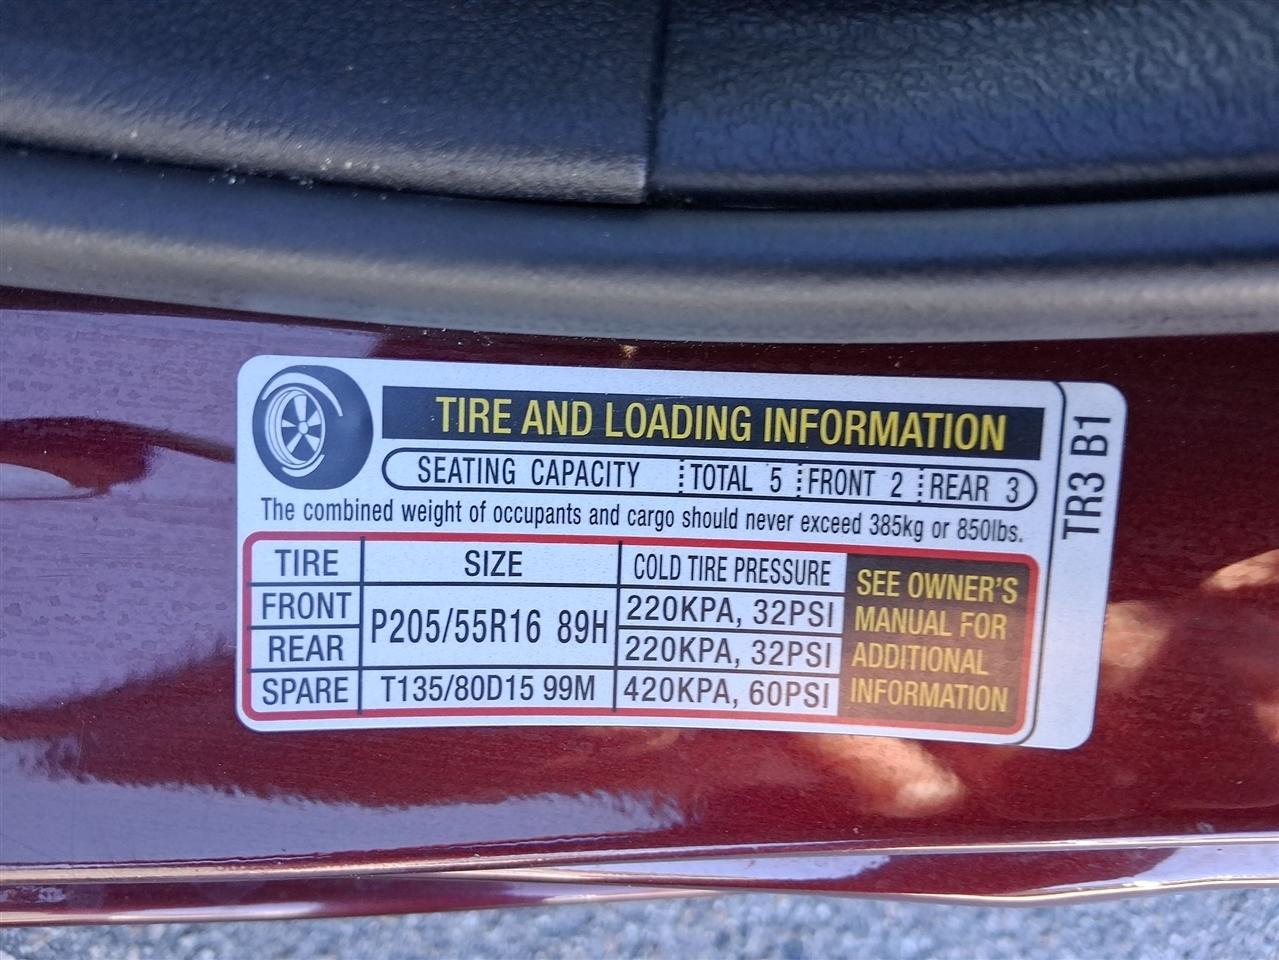 TIRE AND LOADING INFORMATION
SEATING CAPACITY TOTAL 5 FRONT 2 REAR 3
The combined weight of occupants and cargo should never exceed 385kg or 850lbs.
TIRE SIZE COLD TIRE PRESSURE
FRONT P205/55R16 89H 220KPA, 32PSI
REAR 220KPA, 32PSI
SPARE T135/80D15 99M 420KPA, 60PSI
SEE OWNER'S
MANUAL FOR
ADDITIONAL
INFORMATION
TR3 B1